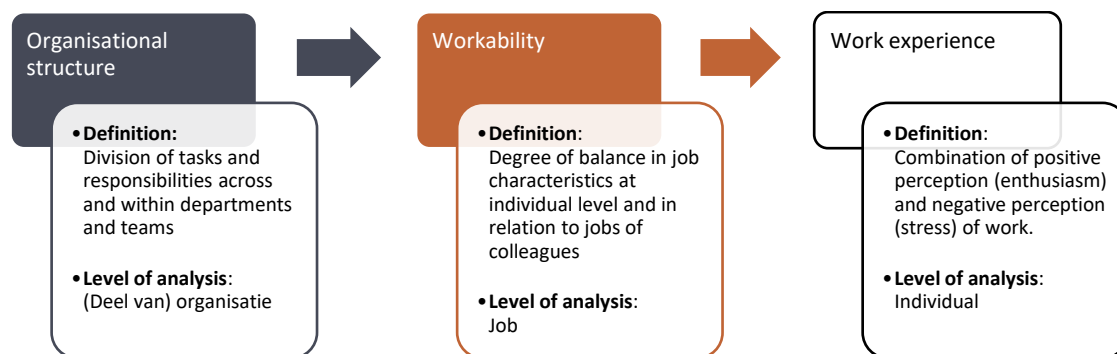 Organisational
structure
•Definition:
Division of tasks and
responsibilities across
and within departments
and teams
•Level of analysis:
(Deel van) organisatie
Workability
•Definition:
Degree of balance in job
characteristics at
individual level and in
relation to jobs of
colleagues
•Level of analysis:
Job
Work experience
•Definition:
Combination of positive
perception (enthusiasm)
and negative perception
(stress) of work.
•Level of analysis:
Individual